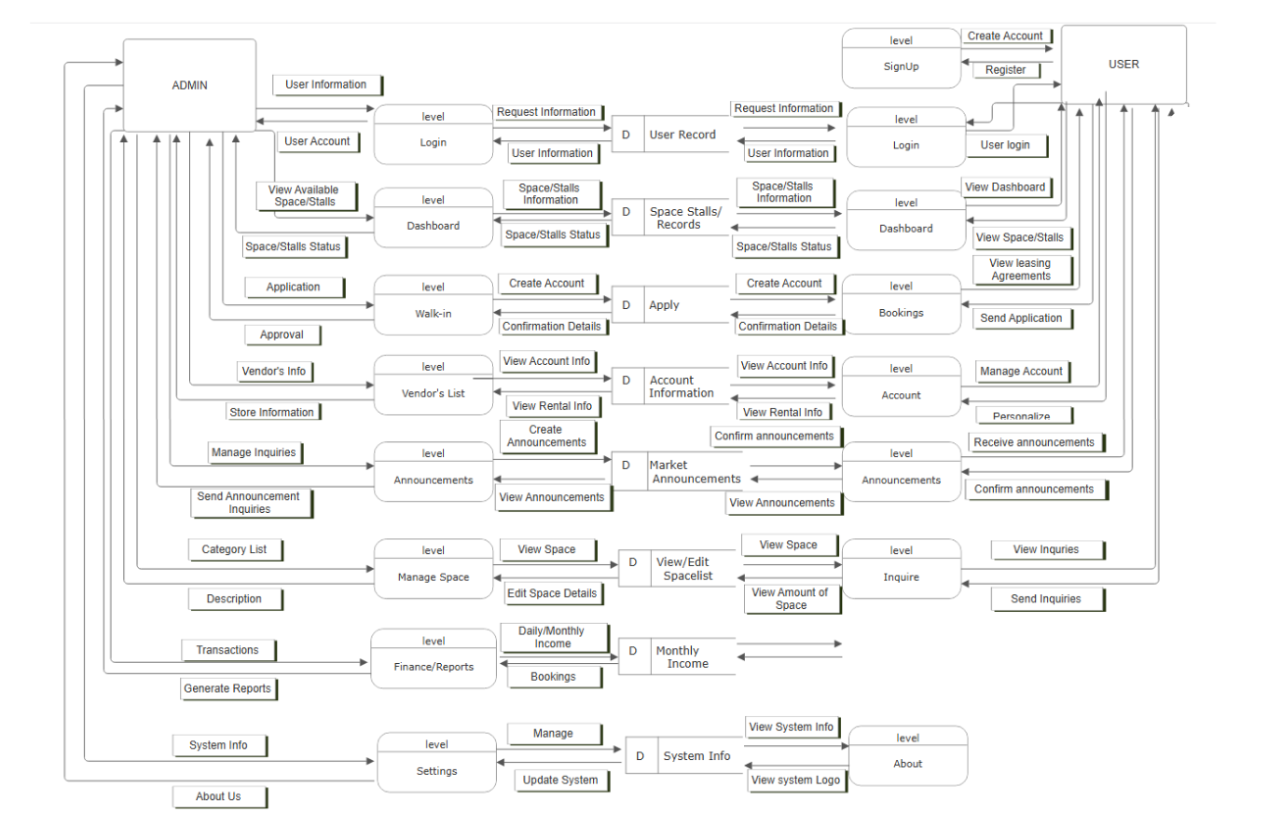 level
SignUp
Create Account
Register
USER
ADMIN
User Information
User Account
level
Login
Request Information
User Information
D
User Record
Request Information
User Information
level
Login
User login
View Available
Space/Stalls
Space/Stalls Status
level
Dashboard
Space/Stalls
Information
Space/Stalls Status
D
Space Stalls/
Records
Space/Stalls
Information
Space/Stalls Status
level
Dashboard
View Dashboard
View Space/Stalls
Application
Approval
level
Walk-in
Create Account
Confirmation Details
D
Apply
Create Account
Confirmation Details
level
Bookings
View leasing
Agreements
Send Application
Vendor's Info
Store Information
level
Vendor's List
View Account Info
View Rental Info
D
Account
Information
View Account Info
View Rental Info
level
Account
Manage Account
Personalize
Manage Inquiries
Send Announcement
Inquiries
level
Announcements
Create
Announcements
View Announcements
D
Market
Announcements
Confirm announcements
View Announcements
level
Announcements
Receive announcements
Confirm announcements
Category List
Description
level
Manage Space
View Space
Edit Space Details
D
View/Edit
Spacelist
View Space
View Amount of
Space
level
Inquire
View Inquries
Send Inquiries
Transactions
Generate Reports
level
Finance/Reports
Daily/Monthly
Income
Bookings
D
Monthly
Income
System Info
About Us
level
Settings
Manage
Update System
D
System Info
View System Info
View system Logo
level
About